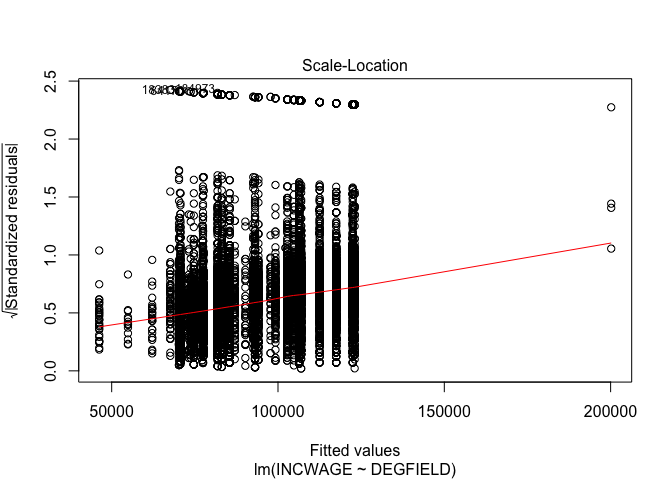 Scale-Location
√|Standardized residuals|
2.5
2.0
1.5
1.0
0.5
0.0
50000
100000
150000
200000
Fitted values
lm(INCWAGE ~ DEGFIELD)